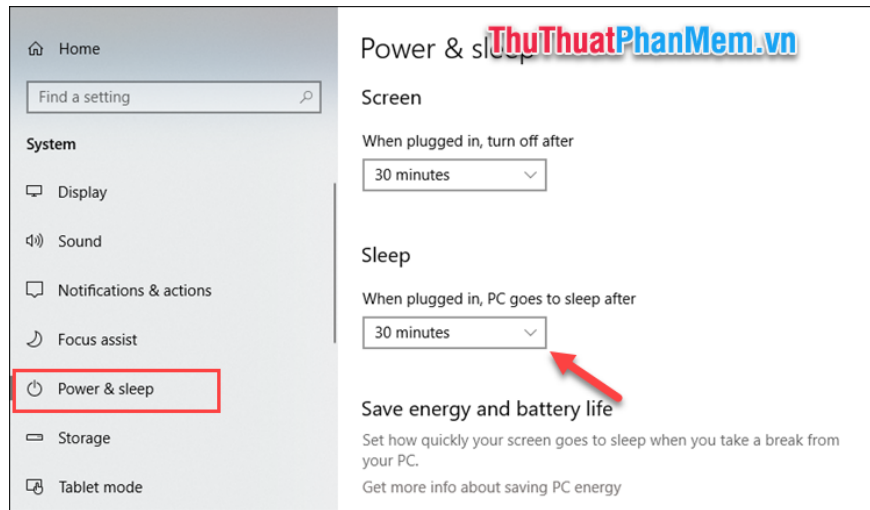 Home
Find a setting
System
Display
Sound
Notifications & actions
Focus assist
Power & sleep
Storage
Tablet mode
ThuThuatPhanMem.vn
Power & sleep
Screen
When plugged in, turn off after
30 minutes
Sleep
When plugged in, PC goes to sleep after
30 minutes
Save energy and battery life
Set how quickly your screen goes to sleep when you take a break from
your PC.
Get more info about saving PC energy